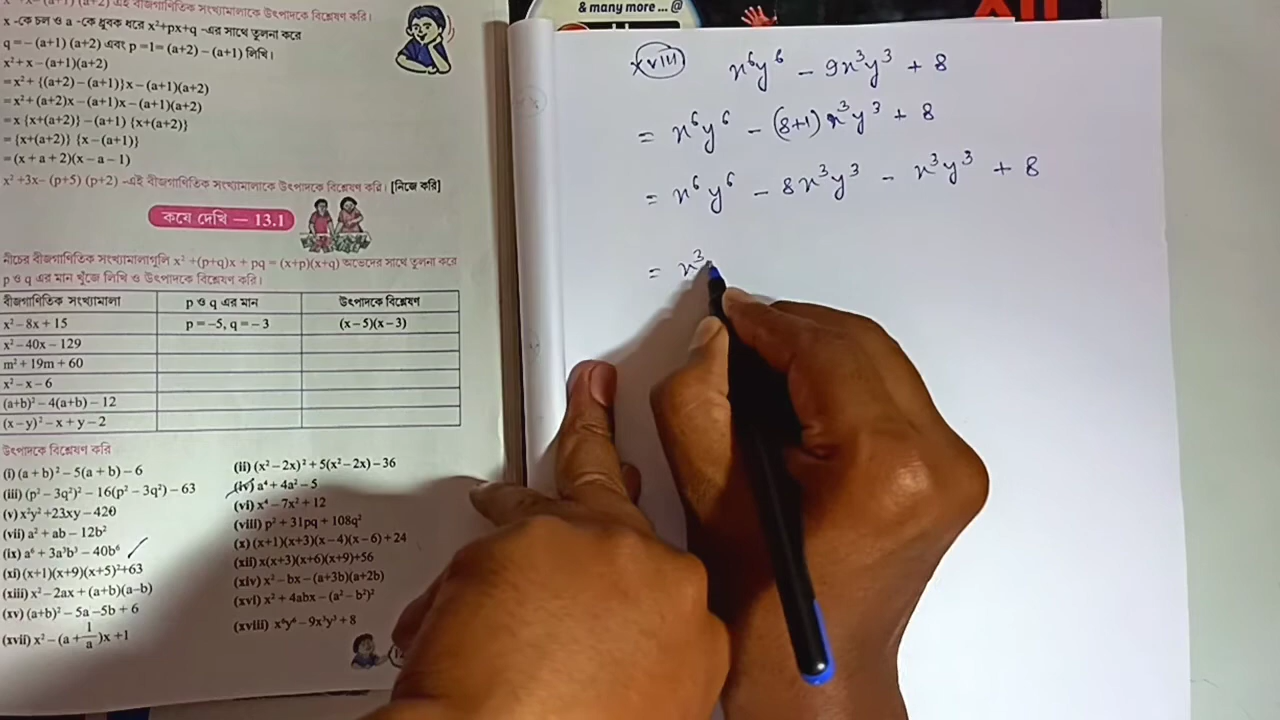 (a+2) এই বীজগাণিতিক সংখ্যামালাকে উৎপাদকে বিশ্লেষণ করি।
x -কে চল ও a -কে ধ্রুবক ধরে x²+px+q -এর সাথে তুলনা করে
q = – (a+1) (a+2) এবং p =1= (a+2) – (a+1) লিখি।
x² + x – (a+1)(a+2)
=x² + {(a+2) – (a+1)}x – (a+1)(a+2)
= x² + (a+2)x – (a+1)x – (a+1)(a+2)
= x {x+(a+2)} – (a+1) {x+(a+2)}
= {x+(a+2)} {x – (a+1)}
= (x + a + 2)(x – a – 1)
x² +3x– (p+5) (p+2) -এই বীজগাণিতিক সংখ্যামালাকে উৎপাদকে বিশ্লেষণ করি। [নিজে করি]
কষে দেখি — 13.1
নীচের বীজগাণিতিক সংখ্যামালাগুলি x² +(p+q)x + pq = (x+p)(x+q) অভেদের সাথে তুলনা করে
p ও q এর মান খুঁজে লিখি ও উৎপাদকে বিশ্লেষণ করি।
বীজগাণিতিক সংখ্যামালা p ও q এর মান উৎপাদকে বিশ্লেষণ
x² – 8x + 15 p = –5, q = – 3 (x – 5)(x – 3)
x² – 40x – 129
m² + 19m + 60
x² – x – 6
(a+b)² – 4(a+b) – 12
(x – y)² – x + y – 2
উৎপাদকে বিশ্লেষণ করি
(i) (a + b)² – 5(a + b) – 6 (ii) (x² – 2x)² + 5(x² – 2x) – 36
(iii) (p² – 3q²)² – 16(p² – 3q²) – 63 (iv) a⁴ + 4a² – 5
(v) x²y² +23xy – 420 (vi) x⁴ – 7x² + 12
(vii) a² + ab – 12b² (viii) p² + 31pq + 108q²
(ix) a⁶ + 3a³b³ – 40b⁶ (x) (x+1)(x+3)(x – 4)(x – 6) + 24
(xi) (x+1)(x+9)(x+5)²+63 (xii) x(x+3)(x+6)(x+9)+56
(xiii) x² – 2ax + (a+b)(a–b) (xiv) x² – bx – (a+3b)(a+2b)
(xv) (a+b)² – 5a –5b + 6 (xvi) x² + 4abx – (a² – b²)²
(xvii) x² – (a + 1/a)x +1 (xviii) x⁶y⁶ – 9x³y³ + 8
& many more ... @
XII
xviii x⁶y⁶ – 9x³y³ + 8
= x⁶y⁶ – (8+1)x³y³ + 8
= x⁶y⁶ – 8x³y³ – x³y³ + 8
= x³